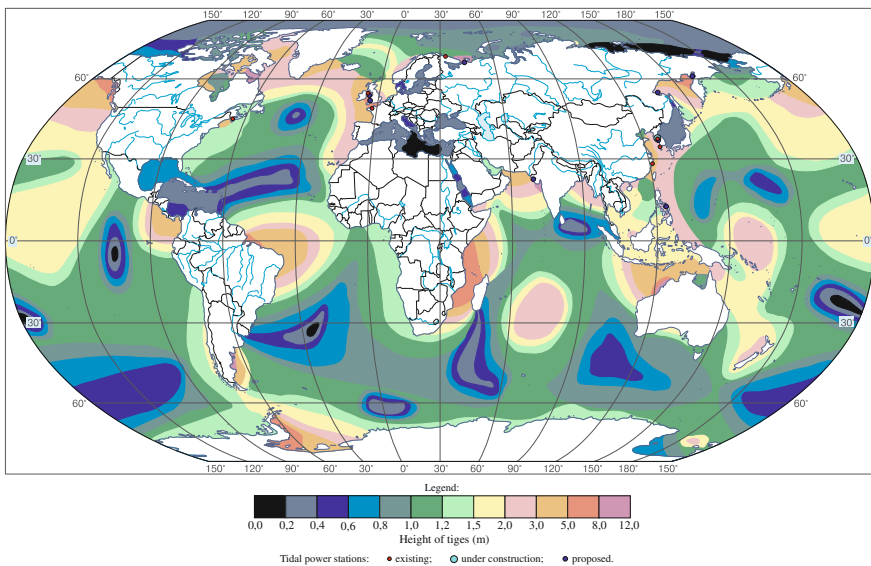 150˚ 120˚ 90˚ 60˚ 30˚ 0˚ 30˚ 60˚ 90˚ 120˚ 150˚ 180˚ 150˚
60˚ 60˚
30˚ 30˚
0˚ 0˚
30˚ 30˚
60˚ 60˚
150˚ 120˚ 90˚ 60˚ 30˚ 0˚ 30˚ 60˚ 90˚ 120˚ 150˚ 180˚ 150˚
Legend:
0,0 0,2 0,4 0,6 0,8 1,0 1,2 1,5 2,0 3,0 5,0 8,0 12,0
Height of tiges (m)
Tidal power stations: existing; under construction; proposed.